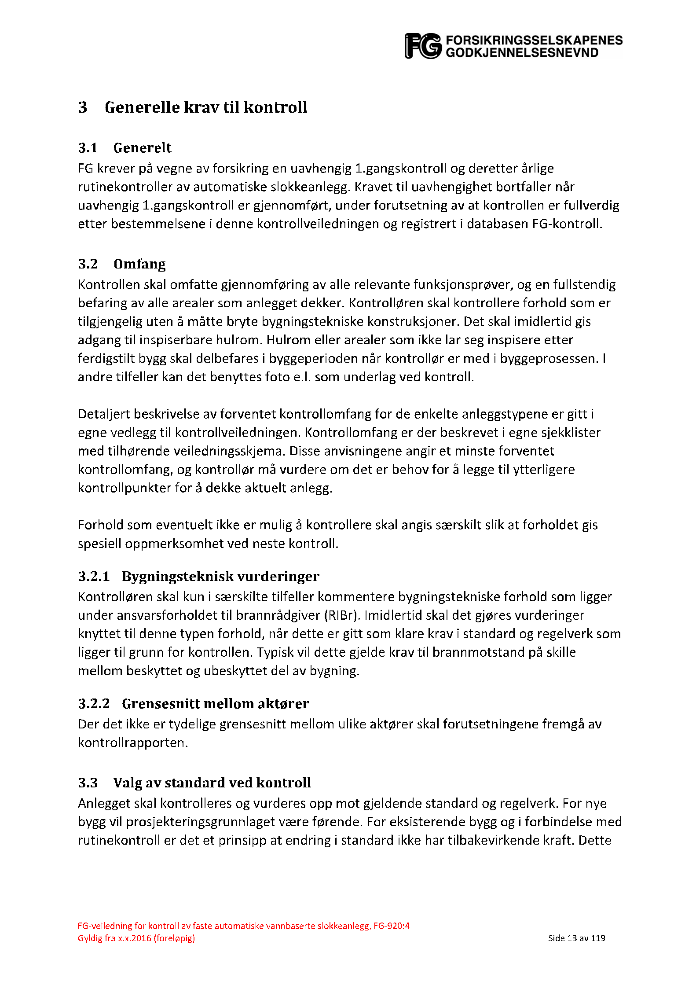 FG FORSIKRINGSSELSKAPENES
GODKJENNELSESNEVND
3 Generelle krav til kontroll
3.1 Generelt
FG krever på vegne av forsikring en uavhengig 1.gangskontroll og deretter årlige
rutinekontroller av automatiske slokkeanlegg. Kravet til uavhengighet bortfaller når
uavhengig 1.gangskontroll er gjennomført, under forutsetning av at kontrollen er fullverdig
etter bestemmelsene i denne kontrollveiledningen og registrert i databasen FG-kontroll.
3.2 Omfang
Kontrollen skal omfatte gjennomføring av alle relevante funksjonsprøver, og en fullstendig
befaring av alle arealer som anlegget dekker. Kontrolløren skal kontrollere forhold som er
tilgjengelig uten å måtte bryte bygningstekniske konstruksjoner. Det skal imidlertid gis
adgang til inspiserbare hulrom. Hulrom eller arealer som ikke lar seg inspisere etter
ferdigstilt bygg skal delbefares i byggeperioden når kontrollør er med i byggeprosessen. I
andre tilfeller kan det benyttes foto e.l. som underlag ved kontroll.
Detaljert beskrivelse av forventet kontrollomfang for de enkelte anleggstypene er gitt i
egne vedlegg til kontrollveiledningen. Kontrollomfang er der beskrevet i egne sjekklister
med tilhørende veiledningsskjema. Disse anvisningene angir et minste forventet
kontrollomfang, og kontrollør må vurdere om det er behov for å legge til ytterligere
kontrollpunkter for å dekke aktuelt anlegg.
Forhold som eventuelt ikke er mulig å kontrollere skal angis særskilt slik at forholdet gis
spesiell oppmerksomhet ved neste kontroll.
3.2.1 Bygningsteknisk vurderinger
Kontrolløren skal kun i særskilte tilfeller kommentere bygningstekniske forhold som ligger
under ansvarsforholdet til brannrådgiver (RIBr). Imidlertid skal det gjøres vurderinger
knyttet til denne typen forhold, når dette er gitt som klare krav i standard og regelverk som
ligger til grunn for kontrollen. Typisk vil dette gjelde krav til brannmotstand på skille
mellom beskyttet og ubeskyttet del av bygning.
3.2.2 Grensesnitt mellom aktører
Der det ikke er tydelige grensesnitt mellom ulike aktører skal forutsetningene fremgå av
kontrollrapporten.
3.3 Valg av standard ved kontroll
Anlegget skal kontrolleres og vurderes opp mot gjeldende standard og regelverk. For nye
bygg vil prosjekteringsgrunnlaget være førende. For eksisterende bygg og i forbindelse med
rutinekontroll er det et prinsipp at endring i standard ikke har tilbakevirkende kraft. Dette
FG-veiledning for kontroll av faste automatiske vannbaserte slokkeanlegg, FG-920:4
Gyldig fra x.x.2016 (foreløpig) Side 13 av 119